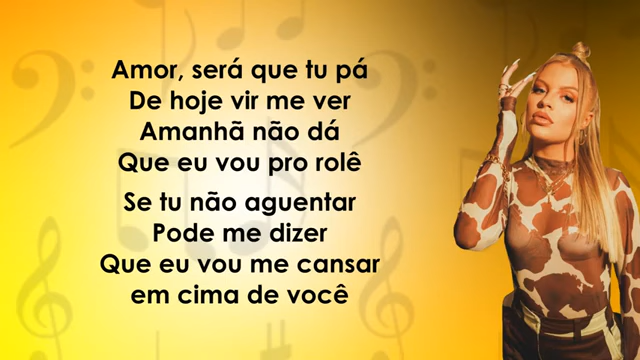 Amor, será que tu pá
De hoje vir me ver
Amanhã não dá
Que eu vou pro rolê
Se tu não aguentar
Pode me dizer
Que eu vou me cansar
em cima de você